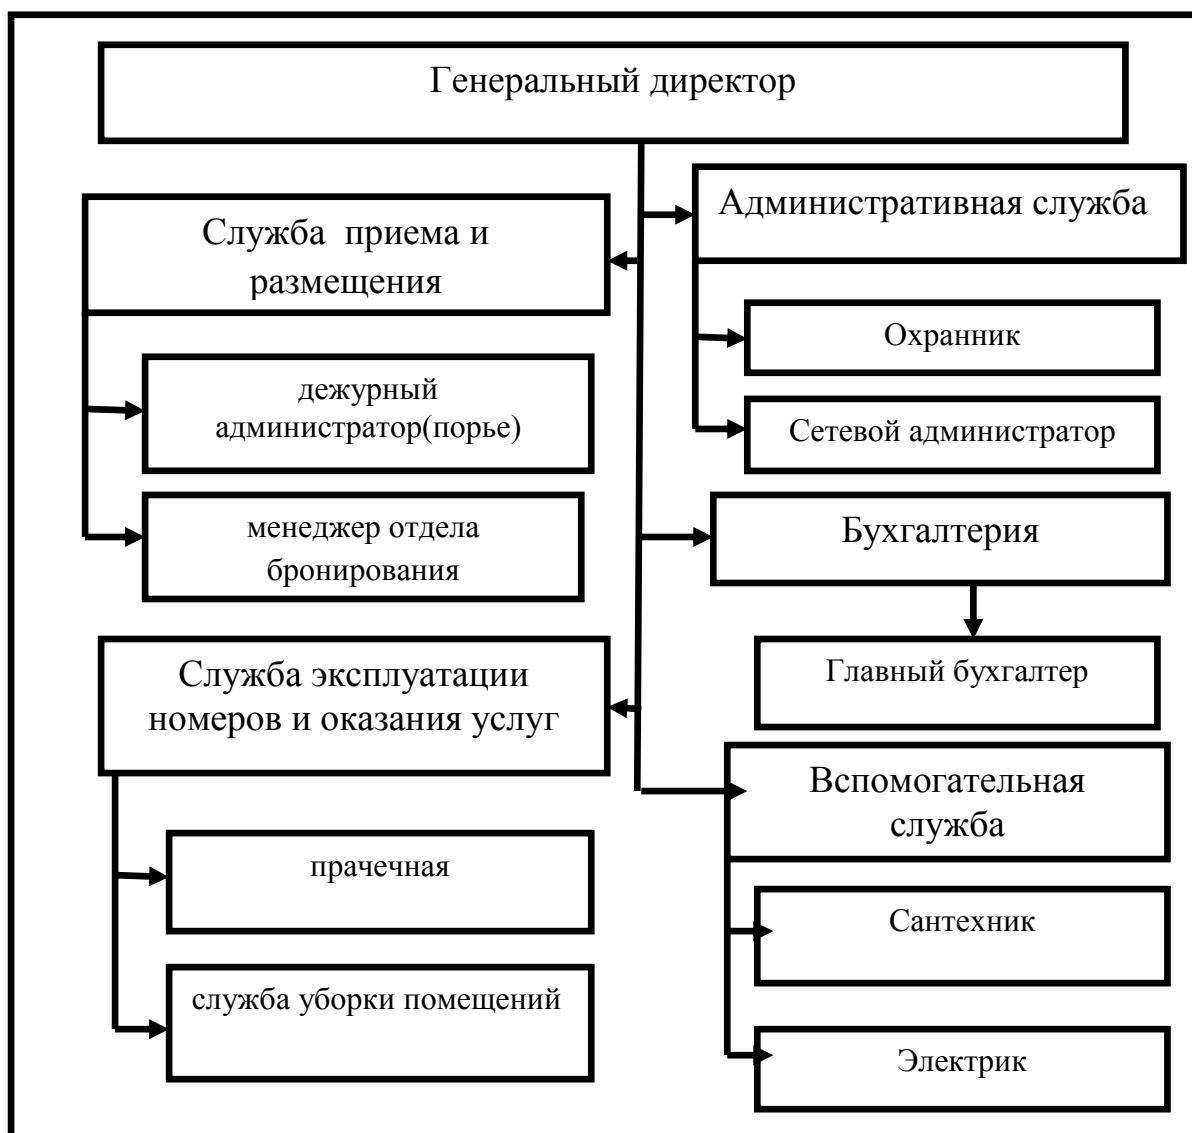 Генеральный директор
Служба приема и
размещения
дежурный
администратор(порье)
менеджер отдела
бронирования
Служба эксплуатации
номеров и оказания услуг
прачечная
служба уборки помещений
Административная служба
Охранник
Сетевой администратор
Бухгалтерия
Главный бухгалтер
Вспомогательная
служба
Сантехник
Электрик